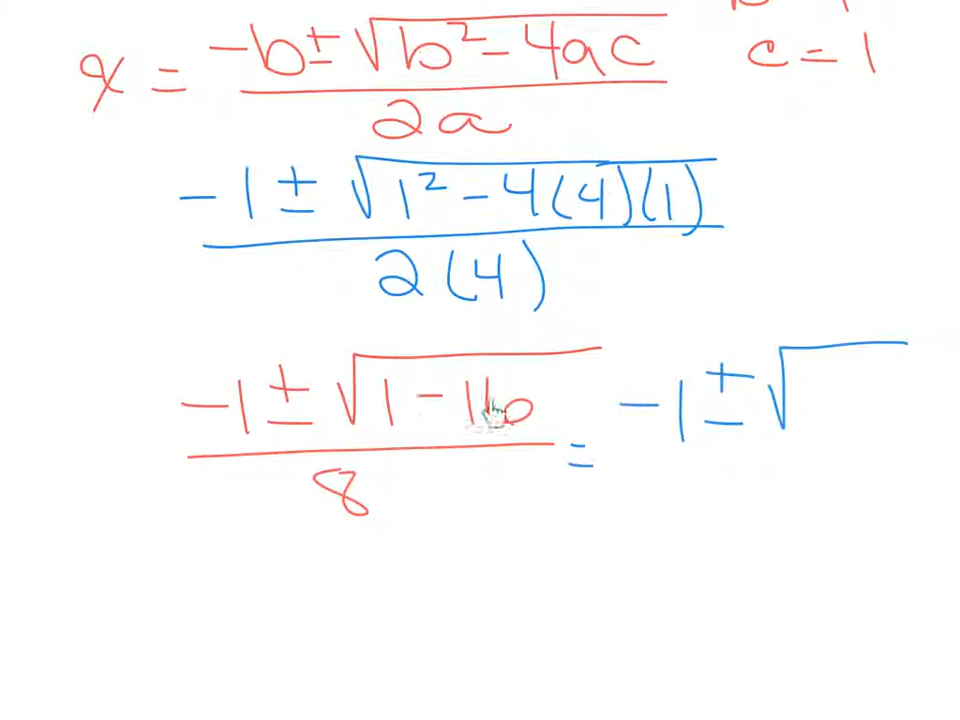 x = -b ± √b² - 4ac
2a
c = 1
-1 ± √1² - 4(4)(1)
2(4)
-1 ± √1 - 16
8
= -1 ± √